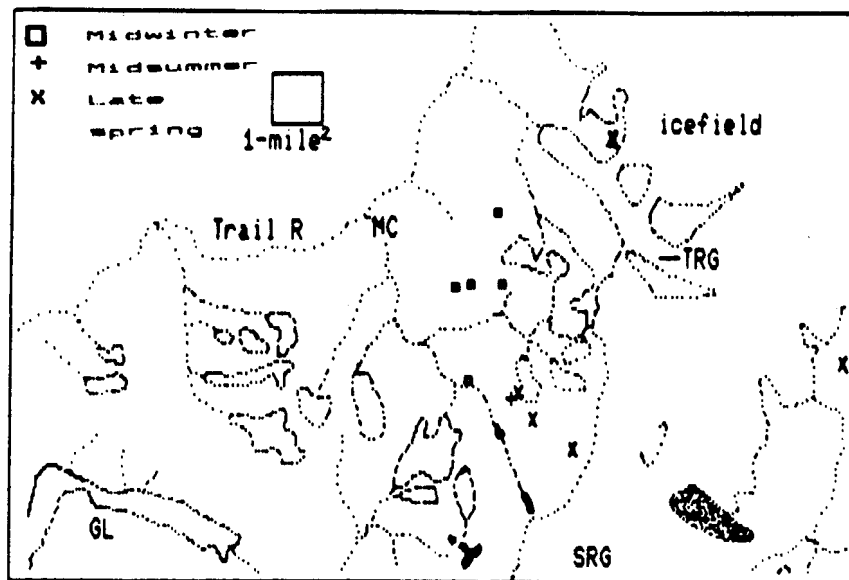 Midwinter
Midsummer
Late
spring
1-mile²
icefield
Trail R
MC
TRG
GL
SRG